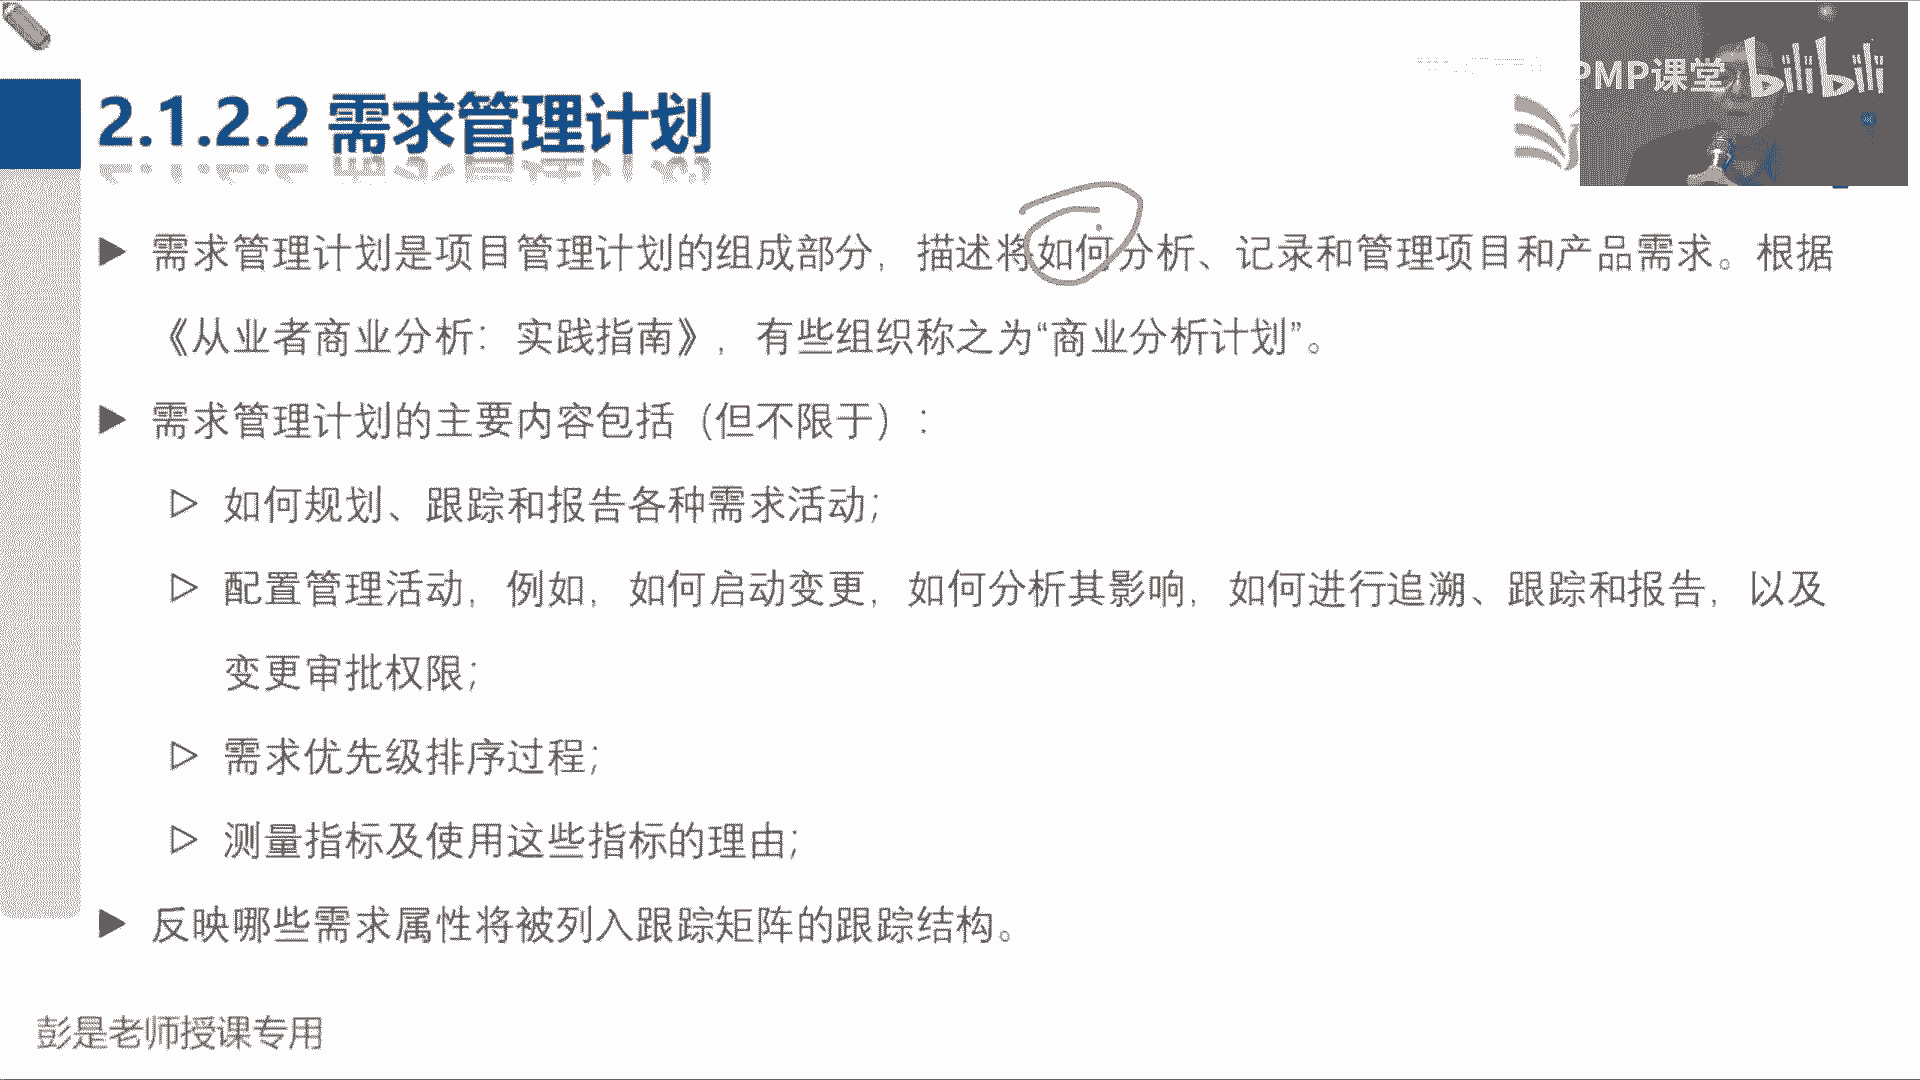 PMP课堂 bilibili
2.1.2.2 需求管理计划
需求管理计划是项目管理计划的组成部分，描述将如何分析、记录和管理项目和产品需求。根据
《从业者商业分析：实践指南》，有些组织称之为“商业分析计划”。
需求管理计划的主要内容包括（但不限于）：
如何规划、跟踪和报告各种需求活动；
配置管理活动，例如，如何启动变更，如何分析其影响，如何进行追溯、跟踪和报告，以及
变更审批权限；
需求优先级排序过程；
测量指标及使用这些指标的理由；
反映哪些需求属性将被列入跟踪矩阵的跟踪结构。
彭是老师授课专用